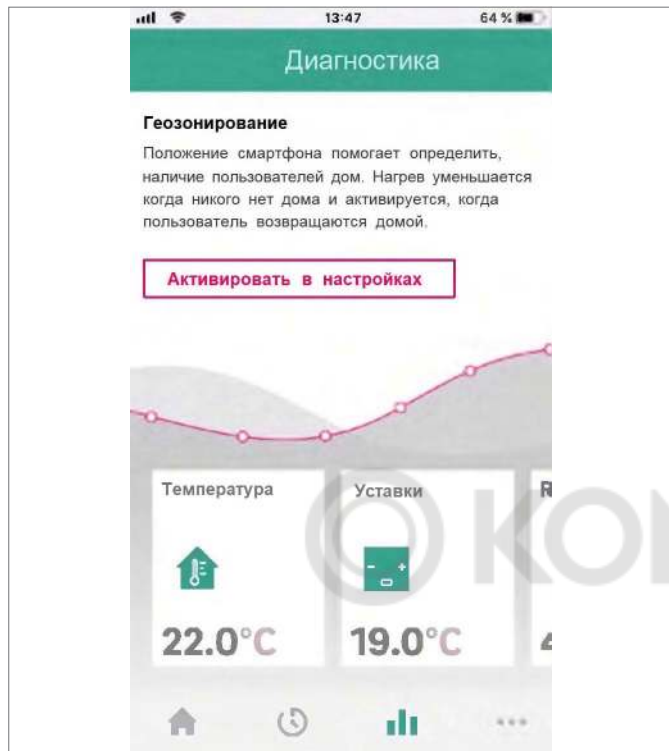 13:47
64 %
Диагностика
Геозонирование
Положение смартфона помогает определить,
наличие пользователей дом. Нагрев уменьшается
когда никого нет дома и активируется, когда
пользователь возвращаются домой.
Активировать в настройках
Температура
Уставки
R
22.0°C
19.0°C
KON